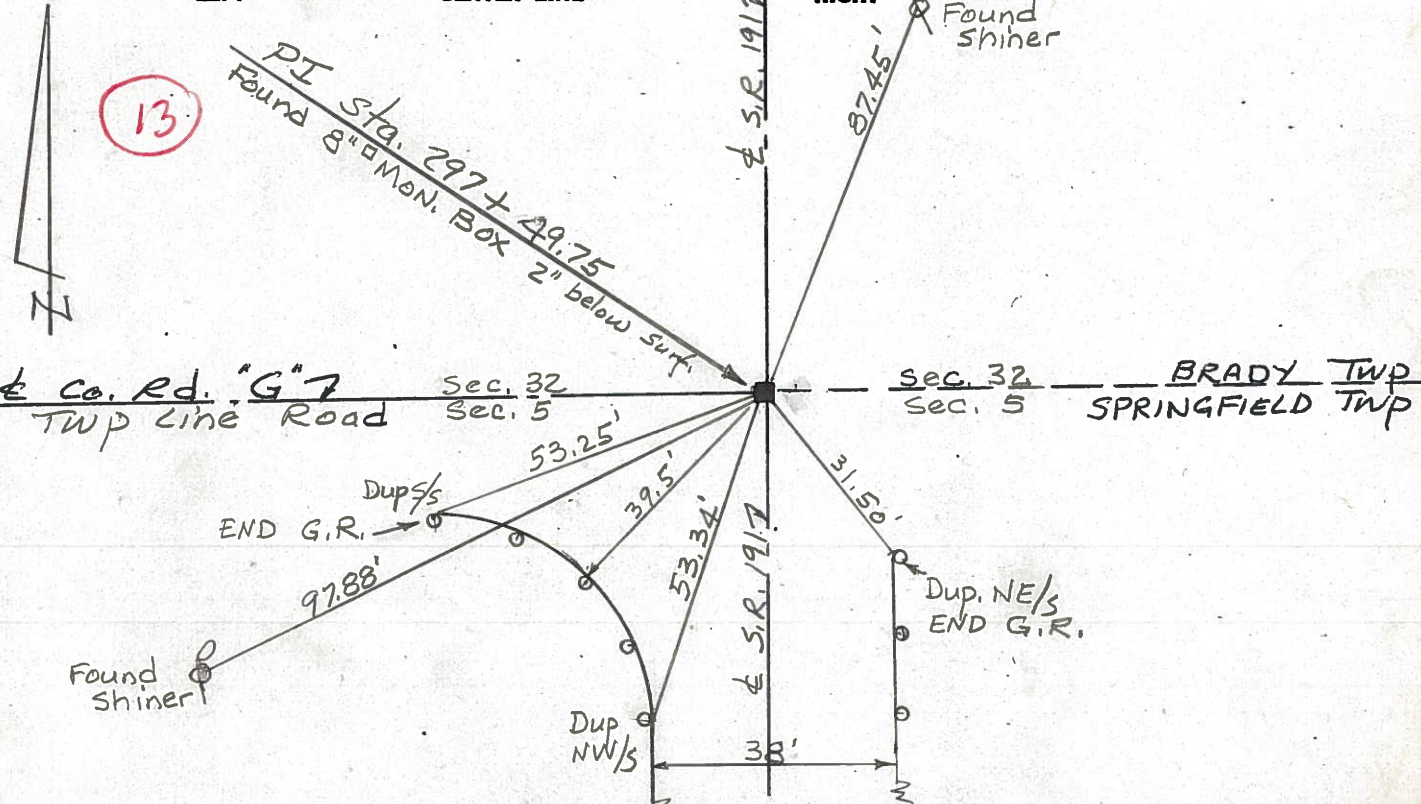 Found
Shiner
℄ S.R. 191
87.45'
13
PI Sta. 297 + 49.75
Found 8"□ MON. BOX 2" below surf.
N
℄ Co. Rd. "G"
TWP Line Road
Sec. 32
Sec. 5
Sec. 32
Sec. 5
BRADY TWP
SPRINGFIELD TWP
53.25'
Dup S/S
END G.R.
39.5'
31.50'
53.34'
℄ S.R. 191
97.88'
Dup. NE/S
END G.R.
Found
Shiner
Dup
NW/S
38'